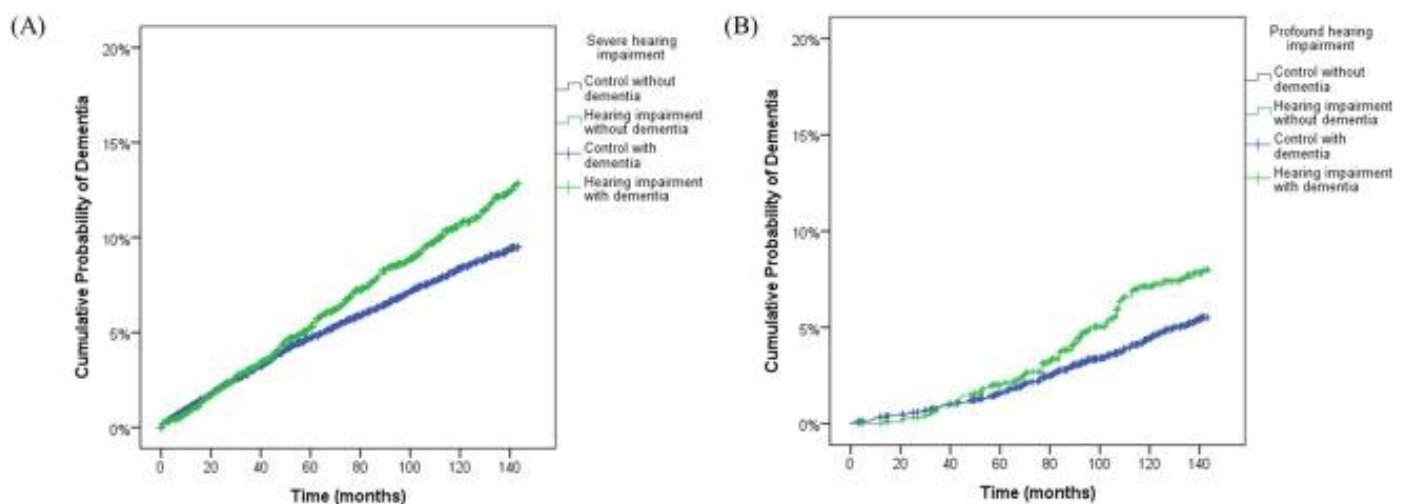 (A)
Cumulative Probability of Dementia
20%
15%
10%
5%
0%
0 20 40 60 80 100 120 140
Time (months)
Severe hearing
impairment
Control without
dementia
Hearing impairment
without dementia
Control with
dementia
Hearing impairment
with dementia
(B)
Cumulative Probability of Dementia
20%
15%
10%
5%
0%
0 20 40 60 80 100 120 140
Time (months)
Profound hearing
impairment
Control without
dementia
Hearing impairment
without dementia
Control with
dementia
Hearing impairment
with dementia